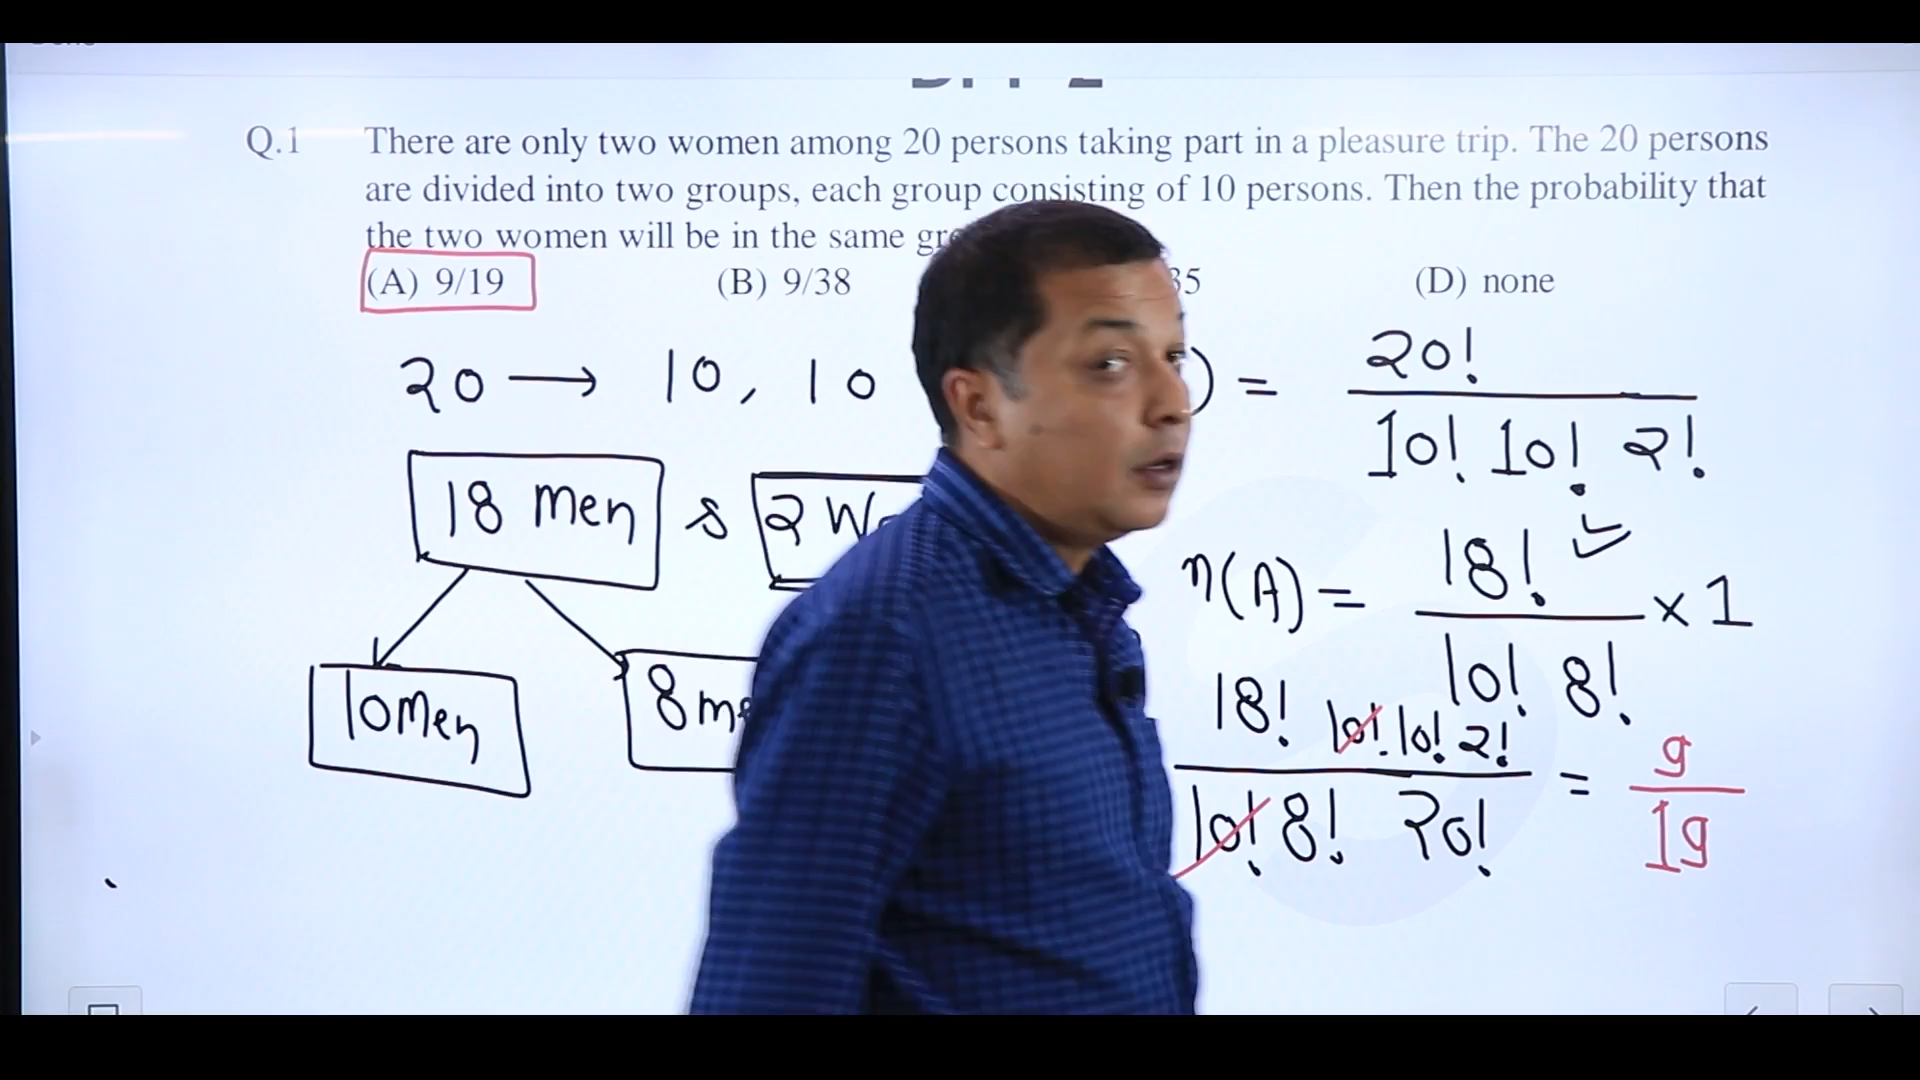 Q.1 There are only two women among 20 persons taking part in a pleasure trip. The 20 persons
are divided into two groups, each group consisting of 10 persons. Then the probability that
the two women will be in the same
(A) 9/19 (B) 9/38 35 (D) none
20 → 10, 10 ) = 20! / 10! 10! 2!
18 Men & 2
n(A) = 18! / 10! 8! × 1
10 Men 8
18! 10! 10! 2! / 10! 8! 20! = 9 / 19